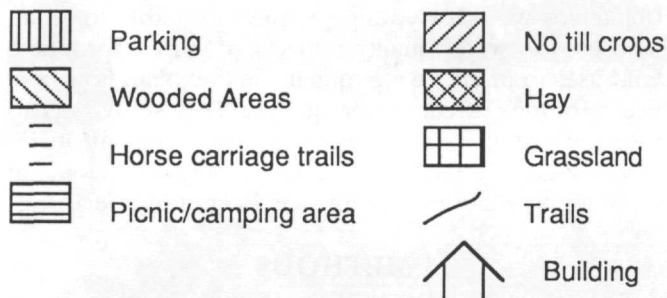 Parking
No till crops
Wooded Areas
Hay
Horse carriage trails
Grassland
Picnic/camping area
Trails
Building